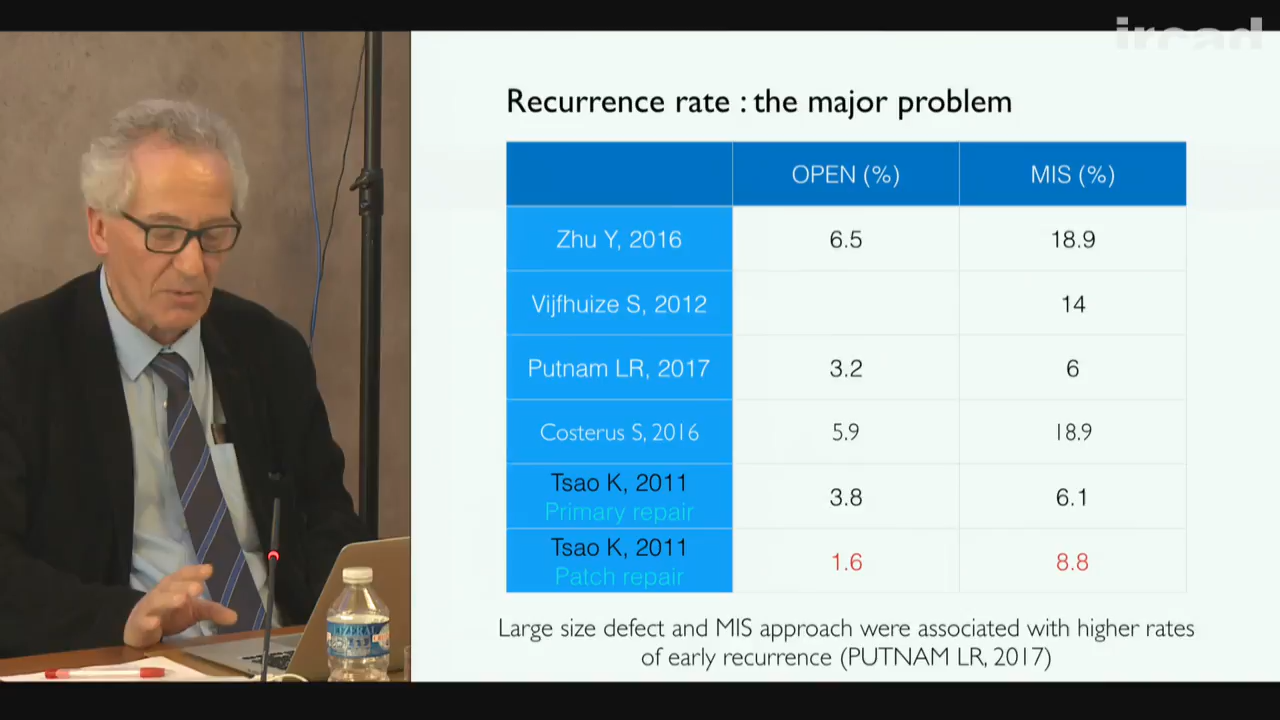 ircad
Recurrence rate : the major problem
OPEN (%) MIS (%)
Zhu Y, 2016 6.5 18.9
Vijfhuize S, 2012 14
Putnam LR, 2017 3.2 6
Costerus S, 2016 5.9 18.9
Tsao K, 2011
Primary repair 3.8 6.1
Tsao K, 2011
Patch repair 1.6 8.8
Large size defect and MIS approach were associated with higher rates
of early recurrence (PUTNAM LR, 2017)